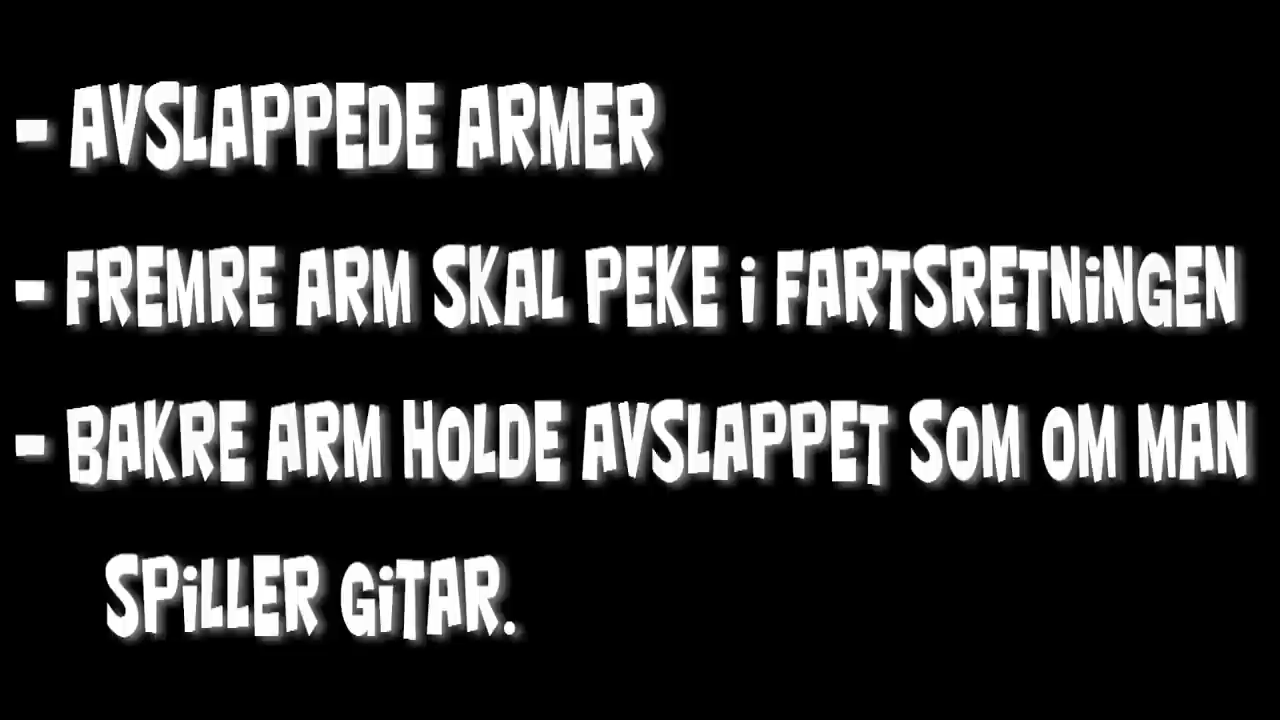 - AVSLAPPEDE ARMER
- FREMRE ARM SKAL PEKE i FARTSRETNiNGEN
- BAKRE ARM HOLDE AVSLAPPET SOM OM MAN
SPiLLER GiTAR.